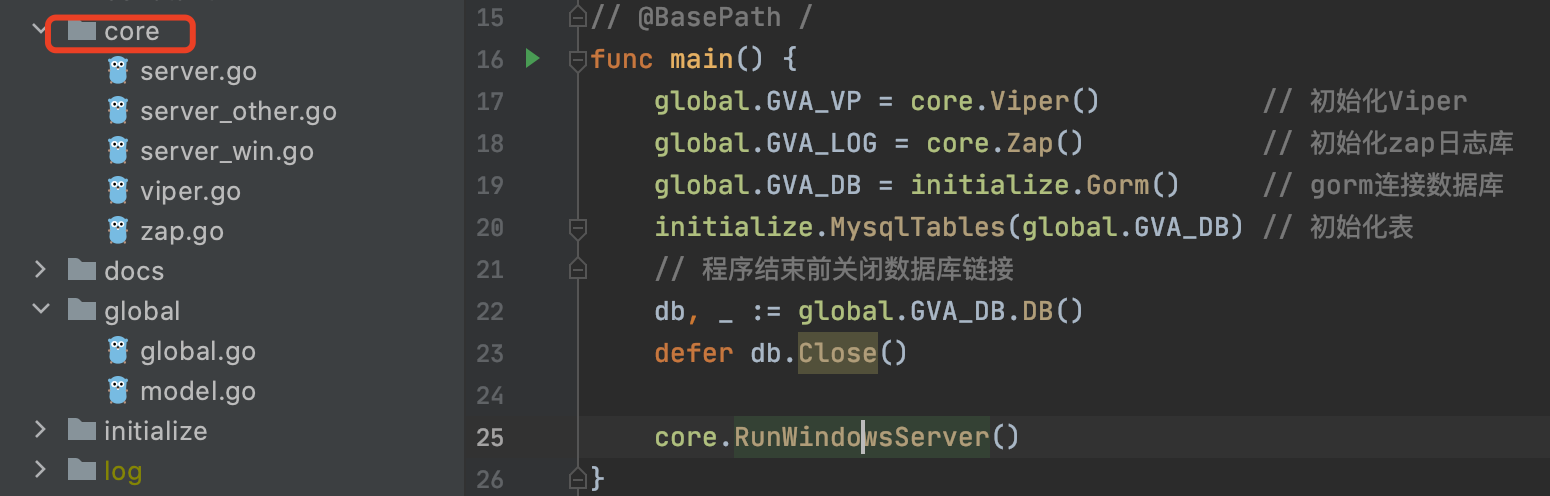 core
server.go
server_other.go
server_win.go
viper.go
zap.go
docs
global
global.go
model.go
initialize
log
15 // @BasePath /
16 func main() {
17 global.GVA_VP = core.Viper() // 初始化Viper
18 global.GVA_LOG = core.Zap() // 初始化zap日志库
19 global.GVA_DB = initialize.Gorm() // gorm连接数据库
20 initialize.MysqlTables(global.GVA_DB) // 初始化表
21 // 程序结束前关闭数据库链接
22 db, _ := global.GVA_DB.DB()
23 defer db.Close()
24
25 core.RunWindowsServer()
26 }